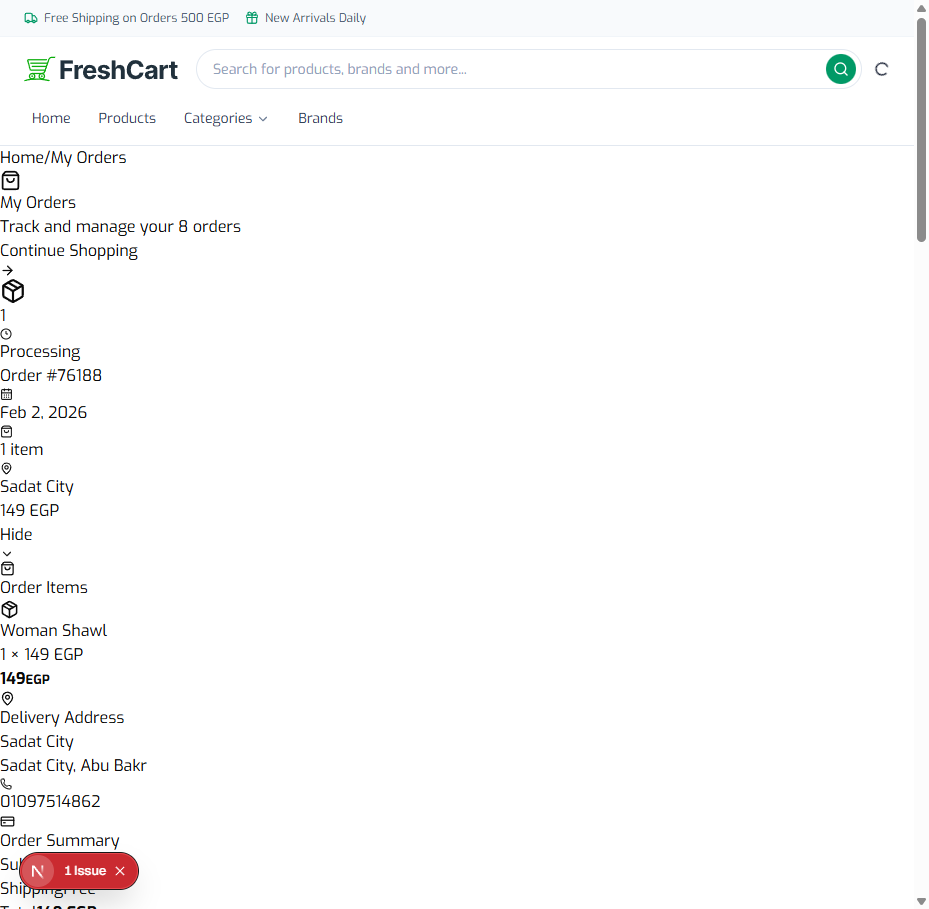 Free Shipping on Orders 500 EGP New Arrivals Daily
FreshCart Search for products, brands and more...
Home Products Categories Brands
Home/My Orders
My Orders
Track and manage your 8 orders
Continue Shopping
1
Processing
Order #76188
Feb 2, 2026
1 item
Sadat City
149 EGP
Hide
Order Items
Woman Shawl
1 × 149 EGP
149EGP
Delivery Address
Sadat City
Sadat City, Abu Bakr
01097514862
Order Summary
N 1 Issue